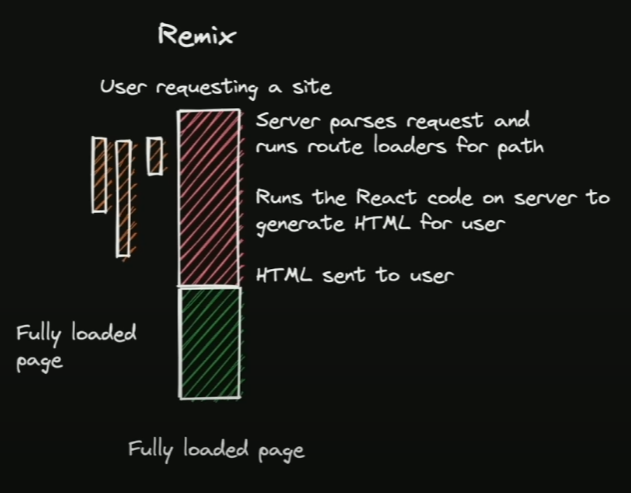 Remix
User requesting a site
Server parses request and
runs route loaders for path
Runs the React code on server to
generate HTML for user
HTML sent to user
Fully loaded
page
Fully loaded page